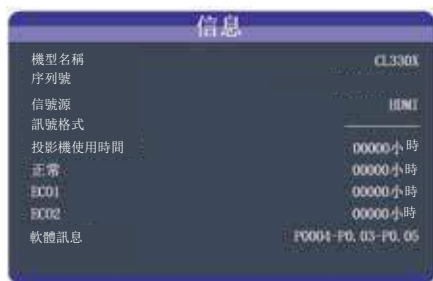 信息
機型名稱 CL330X
序列號
信號源 HDMI
訊號格式
投影機使用時間 00000小時
正常 00000小時
ECO1 00000小時
ECO2 00000小時
軟體訊息 P0004-P0.03-P0.05